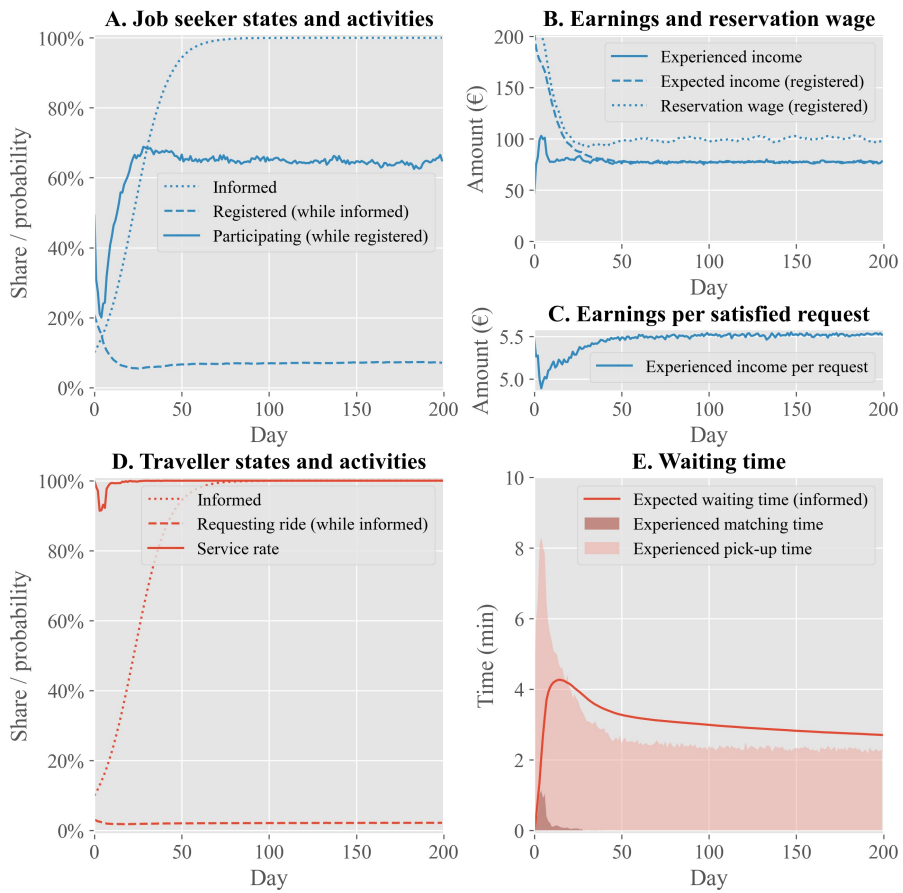 A. Job seeker states and activities
100%
80%
60%
40%
20%
0%
Share / probability
Informed
Registered (while informed)
Participating (while registered)
0 50 100 150 200
Day
B. Earnings and reservation wage
200
150
100
50
0
Amount (€)
Experienced income
Expected income (registered)
Reservation wage (registered)
0 50 100 150 200
Day
C. Earnings per satisfied request
5.5
5.0
Amount (€)
Experienced income per request
0 50 100 150 200
Day
D. Traveller states and activities
100%
80%
60%
40%
20%
0%
Share / probability
Informed
Requesting ride (while informed)
Service rate
0 50 100 150 200
Day
E. Waiting time
10
8
6
4
2
0
Time (min)
Expected waiting time (informed)
Experienced matching time
Experienced pick-up time
0 50 100 150 200
Day